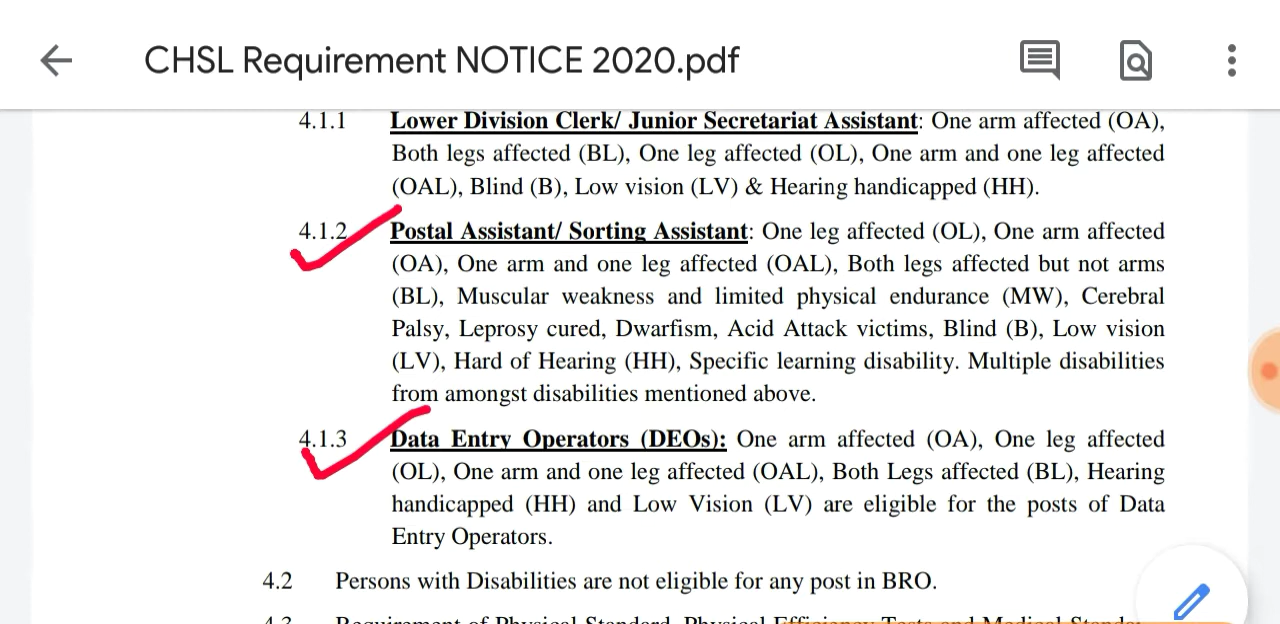 CHSL Requirement NOTICE 2020.pdf
4.1.1 Lower Division Clerk/ Junior Secretariat Assistant: One arm affected (OA),
Both legs affected (BL), One leg affected (OL), One arm and one leg affected
(OAL), Blind (B), Low vision (LV) & Hearing handicapped (HH).
4.1.2 Postal Assistant/ Sorting Assistant: One leg affected (OL), One arm affected
(OA), One arm and one leg affected (OAL), Both legs affected but not arms
(BL), Muscular weakness and limited physical endurance (MW), Cerebral
Palsy, Leprosy cured, Dwarfism, Acid Attack victims, Blind (B), Low vision
(LV), Hard of Hearing (HH), Specific learning disability. Multiple disabilities
from amongst disabilities mentioned above.
4.1.3 Data Entry Operators (DEOs): One arm affected (OA), One leg affected
(OL), One arm and one leg affected (OAL), Both Legs affected (BL), Hearing
handicapped (HH) and Low Vision (LV) are eligible for the posts of Data
Entry Operators.
4.2 Persons with Disabilities are not eligible for any post in BRO.